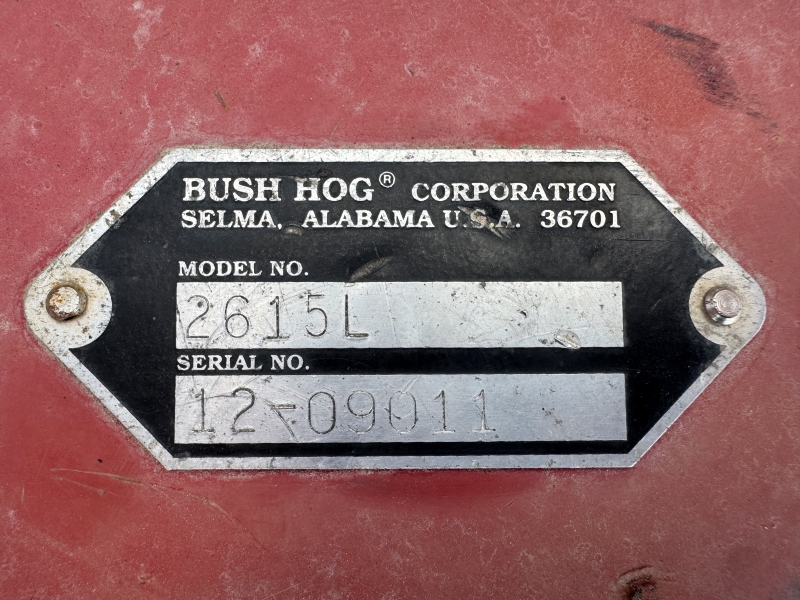 BUSH HOG® CORPORATION
SELMA, ALABAMA U.S.A. 36701
MODEL NO.
2615L
SERIAL NO.
12-09011